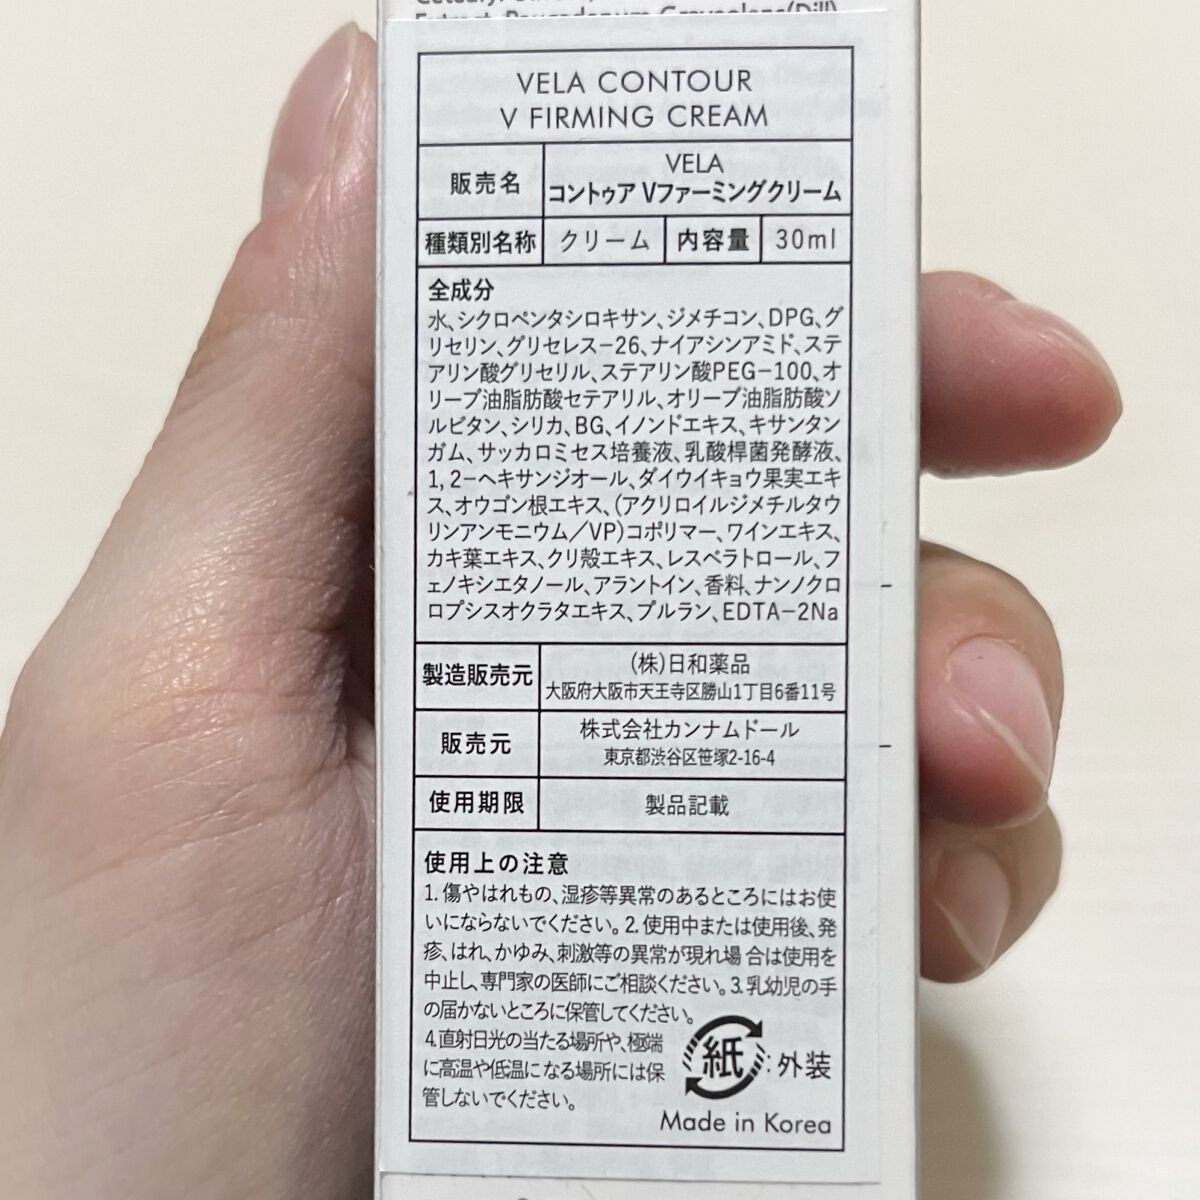 Extract, Peucedanum Graveolens(Dill)
VELA CONTOUR
V FIRMING CREAM
販売名
VELA
コントゥア Vファーミングクリーム
種類別名称 クリーム 内容量 30ml
全成分
水、シクロペンタシロキサン、ジメチコン、DPG、グ
リセリン、グリセレス-26、ナイアシンアミド、ステ
アリン酸グリセリル、ステアリン酸PEG-100、オ
リーブ油脂肪酸セテアリル、オリーブ油脂肪酸ソ
ルビタン、シリカ、BG、イノンドエキス、キサンタン
ガム、サッカロミセス培養液、乳酸桿菌発酵液、
1,2-ヘキサンジオール、ダイウイキョウ果実エキ
ス、オウゴン根エキス、(アクリロイルジメチルタウ
リンアンモニウム/VP)コポリマー、ワインエキス、
カキ葉エキス、クリ殻エキス、レスベラトロール、フ
ェノキシエタノール、アラントイン、香料、ナンノクロ
ロプシスオクラタエキス、プルラン、EDTA-2Na
製造販売元
(株)日和薬品
大阪府大阪市天王寺区勝山1丁目6番11号
販売元
株式会社カンナムドール
東京都渋谷区笹塚2-16-4
使用期限 製品記載
使用上の注意
1. 傷やはれもの、湿疹等異常のあるところにはお使
いにならないでください。2. 使用中または使用後、発
疹、はれ、かゆみ、刺激等の異常が現れ場 合は使用を
中止し、専門家の医師にご相談ください。3. 乳幼児の手
の届かないところに保管してください。
4.直射日光の当たる場所や、極端
に高温や低温になる場所には保
管しないでください。
紙 : 外装
Made in Korea